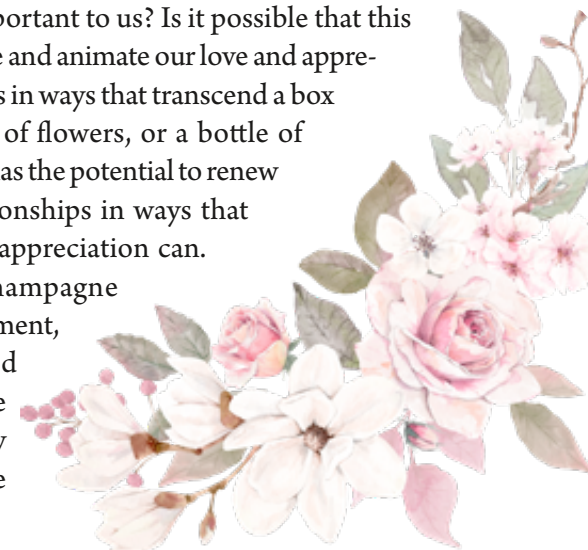 portant to us? Is it possible that this
e and animate our love and appre-
s in ways that transcend a box
of flowers, or a bottle of
as the potential to renew
onships in ways that
appreciation can.
hampagne
ment,
d
e
y
e